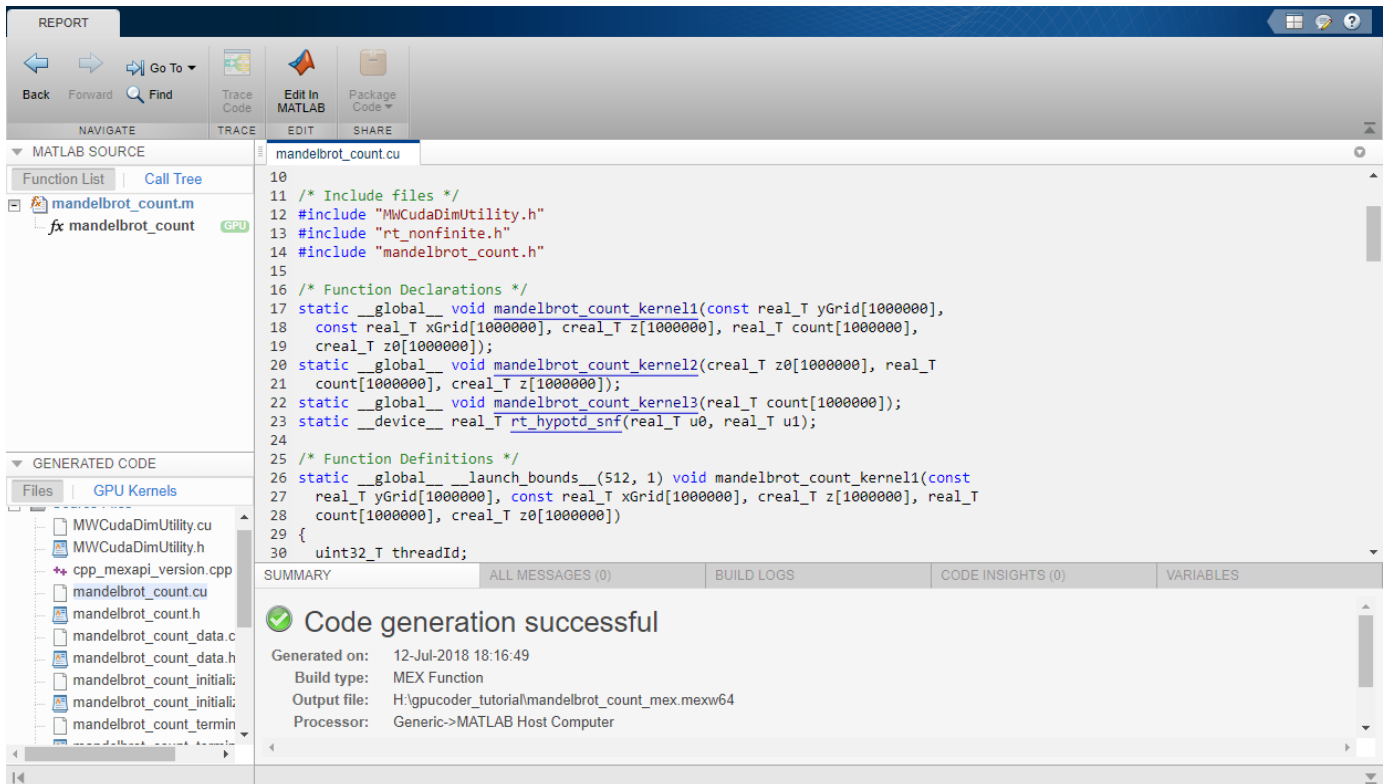 REPORT
Back
Forward
Go To
Find
Trace
Code
Edit In
MATLAB
Package
Code
NAVIGATE
TRACE
EDIT
SHARE
MATLAB SOURCE
Function List
Call Tree
mandelbrot_count.m
fx mandelbrot_count
GPU
GENERATED CODE
Files
GPU Kernels
MWCudaDimUtility.cu
MWCudaDimUtility.h
cpp_mexapi_version.cpp
mandelbrot_count.cu
mandelbrot_count.h
mandelbrot_count_data.c
mandelbrot_count_data.h
mandelbrot_count_initializ
mandelbrot_count_initializ
mandelbrot_count_termin
mandelbrot_count.cu
10
11 /* Include files */
12 #include "MWCudaDimUtility.h"
13 #include "rt_nonfinite.h"
14 #include "mandelbrot_count.h"
15
16 /* Function Declarations */
17 static __global__ void mandelbrot_count_kernel1(const real_T yGrid[1000000],
18 const real_T xGrid[1000000], creal_T z[1000000], real_T count[1000000],
19 creal_T z0[1000000]);
20 static __global__ void mandelbrot_count_kernel2(creal_T z0[1000000], real_T
21 count[1000000], creal_T z[1000000]);
22 static __global__ void mandelbrot_count_kernel3(real_T count[1000000]);
23 static __device__ real_T rt_hypotd_snf(real_T u0, real_T u1);
24
25 /* Function Definitions */
26 static __global__ __launch_bounds__(512, 1) void mandelbrot_count_kernel1(const
27 real_T yGrid[1000000], const real_T xGrid[1000000], creal_T z[1000000], real_T
28 count[1000000], creal_T z0[1000000])
29 {
30 uint32_T threadId;
SUMMARY
ALL MESSAGES (0)
BUILD LOGS
CODE INSIGHTS (0)
VARIABLES
Code generation successful
Generated on: 12-Jul-2018 18:16:49
Build type: MEX Function
Output file: H:\gpucoder_tutorial\mandelbrot_count_mex.mexw64
Processor: Generic->MATLAB Host Computer